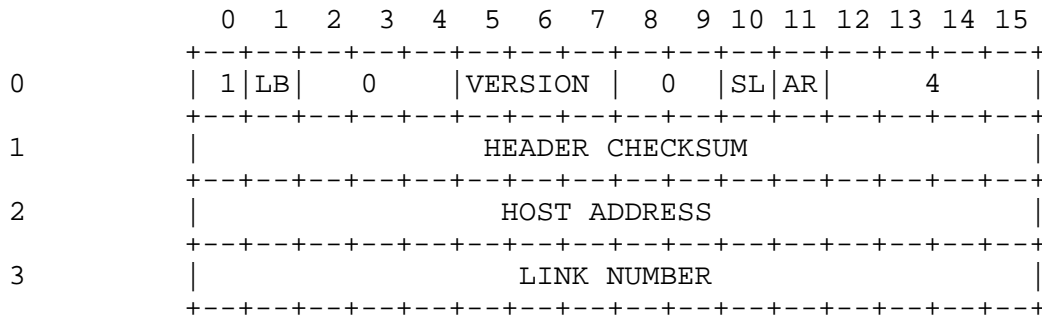 0  1  2  3  4  5  6  7  8  9 10 11 12 13 14 15
            +--+--+--+--+--+--+--+--+--+--+--+--+--+--+--+--+
0           | 1|LB|   0    |VERSION |  0  |SL|AR|     4     |
            +--+--+--+--+--+--+--+--+--+--+--+--+--+--+--+--+
1           |                HEADER CHECKSUM                |
            +--+--+--+--+--+--+--+--+--+--+--+--+--+--+--+--+
2           |                 HOST ADDRESS                  |
            +--+--+--+--+--+--+--+--+--+--+--+--+--+--+--+--+
3           |                  LINK NUMBER                  |
            +--+--+--+--+--+--+--+--+--+--+--+--+--+--+--+--+